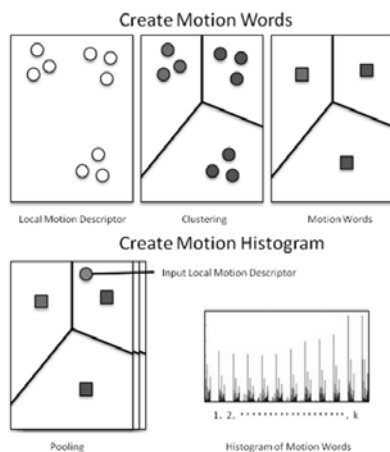 Create Motion Words
Local Motion Descriptor
Clustering
Motion Words
Create Motion Histogram
Input Local Motion Descriptor
1. 2. ····················. k
Pooling
Histogram of Motion Words